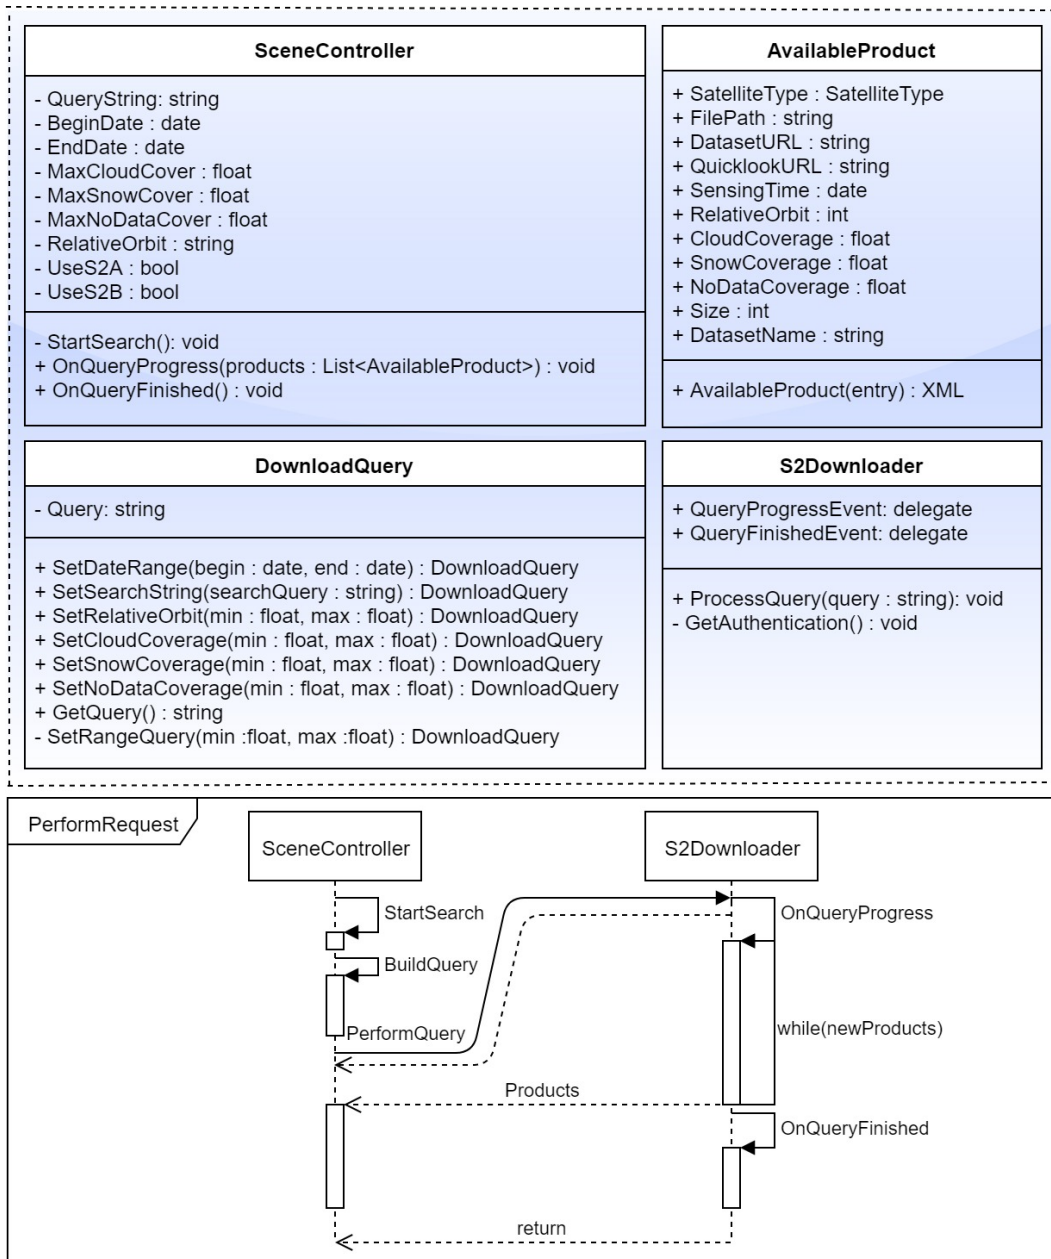 SceneController
- QueryString: string
- BeginDate : date
- EndDate : date
- MaxCloudCover : float
- MaxSnowCover : float
- MaxNoDataCover : float
- RelativeOrbit : string
- UseS2A : bool
- UseS2B : bool
- StartSearch(): void
+ OnQueryProgress(products : List<AvailableProduct>) : void
+ OnQueryFinished() : void
AvailableProduct
+ SatelliteType : SatelliteType
+ FilePath : string
+ DatasetURL : string
+ QuicklookURL : string
+ SensingTime : date
+ RelativeOrbit : int
+ CloudCoverage : float
+ SnowCoverage : float
+ NoDataCoverage : float
+ Size : int
+ DatasetName : string
+ AvailableProduct(entry) : XML
DownloadQuery
- Query: string
+ SetDateRange(begin : date, end : date) : DownloadQuery
+ SetSearchString(searchQuery : string) : DownloadQuery
+ SetRelativeOrbit(min : float, max : float) : DownloadQuery
+ SetCloudCoverage(min : float, max : float) : DownloadQuery
+ SetSnowCoverage(min : float, max : float) : DownloadQuery
+ SetNoDataCoverage(min : float, max : float) : DownloadQuery
+ GetQuery() : string
- SetRangeQuery(min :float, max :float) : DownloadQuery
S2Downloader
+ QueryProgressEvent: delegate
+ QueryFinishedEvent: delegate
+ ProcessQuery(query : string): void
- GetAuthentication() : void
PerformRequest
SceneController
S2Downloader
StartSearch
OnQueryProgress
BuildQuery
PerformQuery
while(newProducts)
Products
OnQueryFinished
return